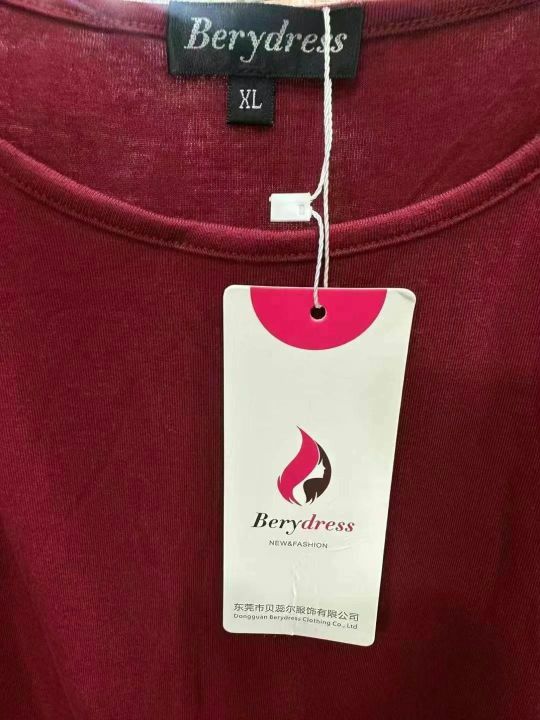 Berydress
XL
Berydress
NEW&FASHION
东莞市贝蕊尔服饰有限公司
Dongguan Berydress Clothing Co., Ltd